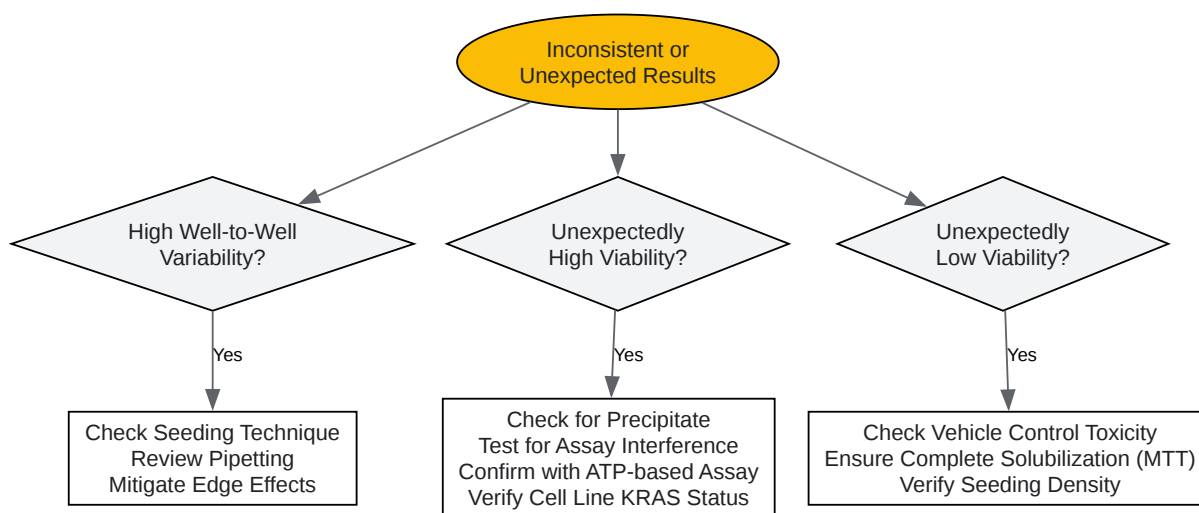 Inconsistent or
Unexpected Results
High Well-to-Well
Variability?
Unexpectedly
High Viability?
Unexpectedly
Low Viability?
Yes
Yes
Yes
Check Seeding Technique
Review Pipetting
Mitigate Edge Effects
Check for Precipitate
Test for Assay Interference
Confirm with ATP-based Assay
Verify Cell Line KRAS Status
Check Vehicle Control Toxicity
Ensure Complete Solubilization (MTT)
Verify Seeding Density